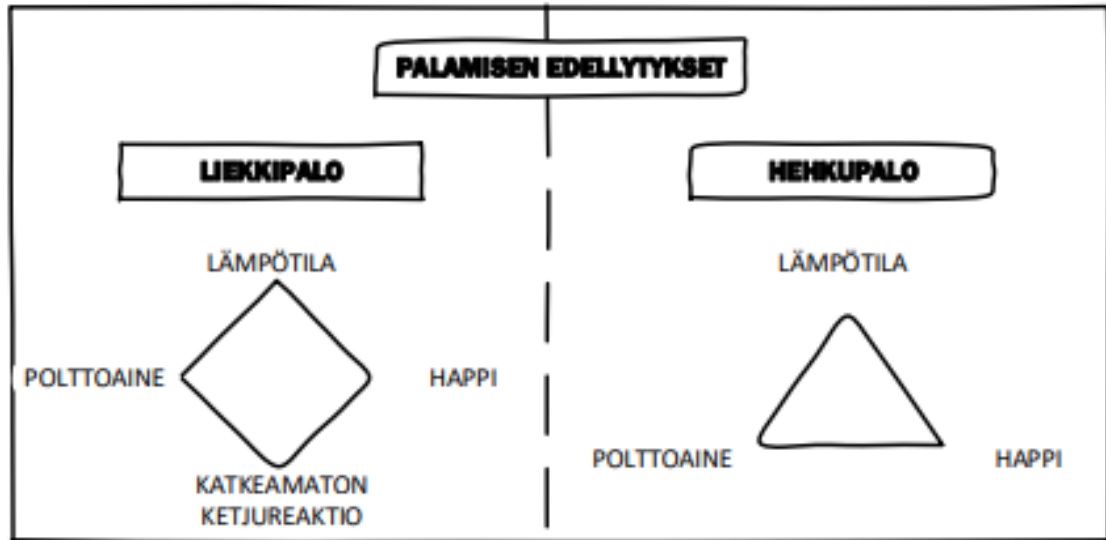 PALAMISEN EDELLYTYKSET
LIEKKIPALO
LÄMPÖTILA
POLTTOAINE
HAPPI
KATKEAMATON
KETJUREAKTIO
HEHKUPALO
LÄMPÖTILA
POLTTOAINE
HAPPI